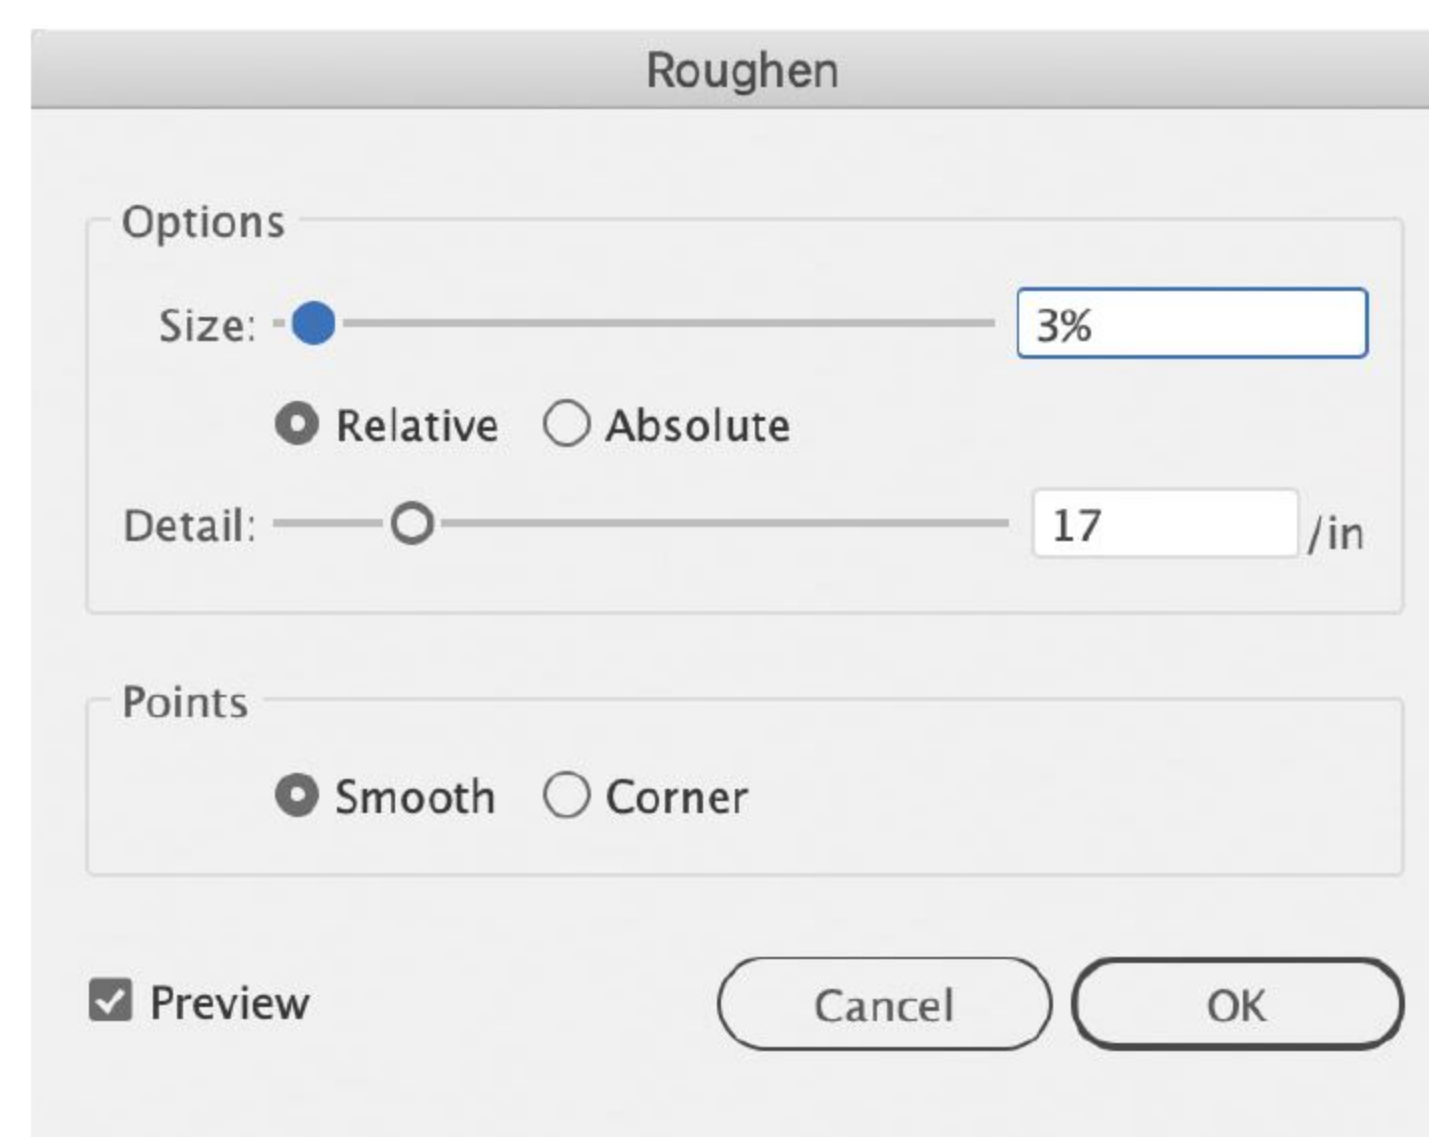 Roughen
Options
Size: 3%
Relative Absolute
Detail: 17 /in
Points
Smooth Corner
Preview Cancel OK